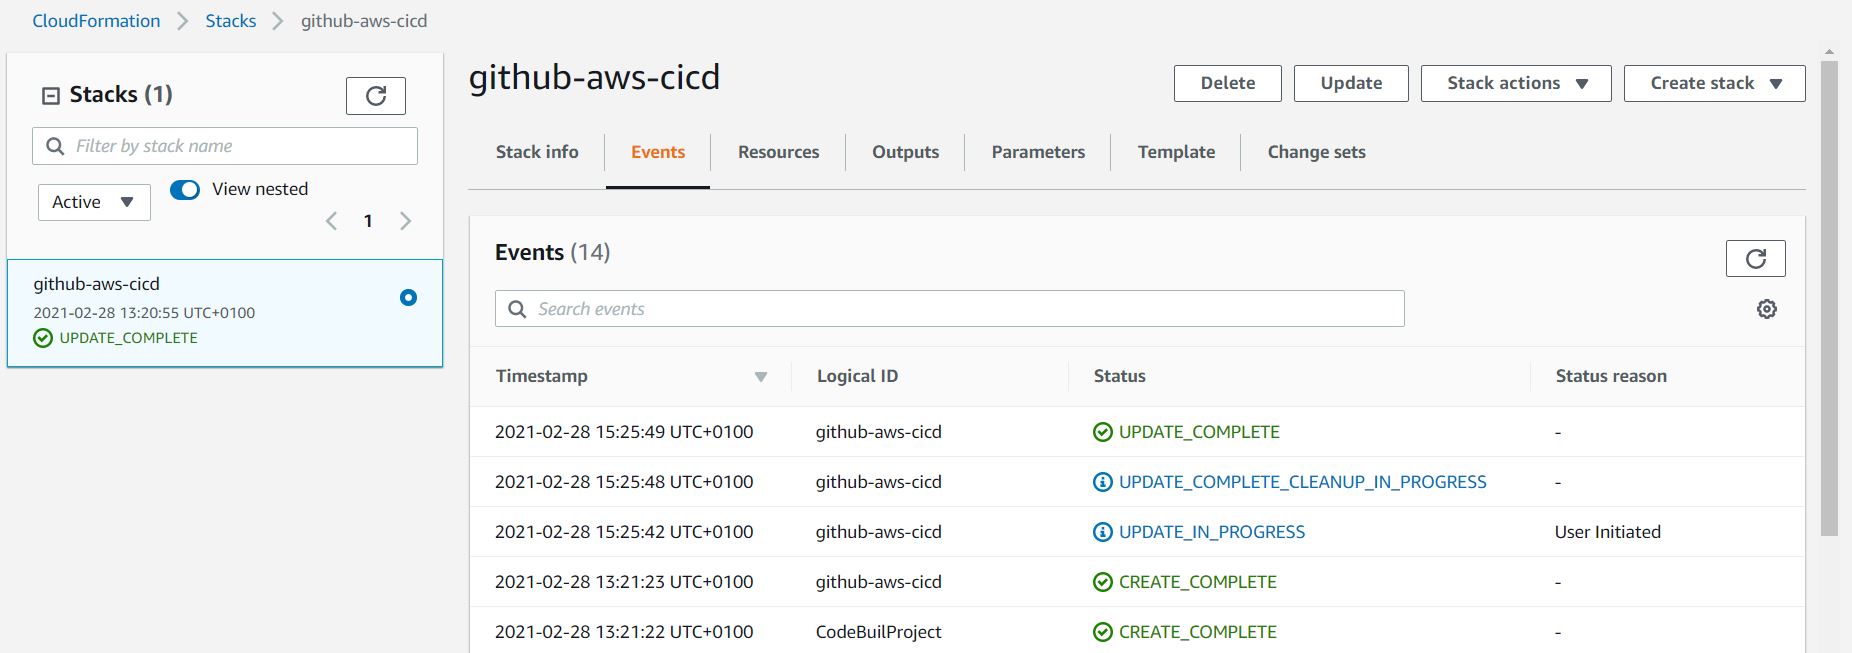 CloudFormation > Stacks > github-aws-cicd
Stacks (1)
Filter by stack name
Active
View nested
1
github-aws-cicd
2021-02-28 13:20:55 UTC+0100
UPDATE_COMPLETE
github-aws-cicd
Delete Update Stack actions Create stack
Stack info Events Resources Outputs Parameters Template Change sets
Events (14)
Search events
Timestamp Logical ID Status Status reason
2021-02-28 15:25:49 UTC+0100 github-aws-cicd UPDATE_COMPLETE -
2021-02-28 15:25:48 UTC+0100 github-aws-cicd UPDATE_COMPLETE_CLEANUP_IN_PROGRESS -
2021-02-28 15:25:42 UTC+0100 github-aws-cicd UPDATE_IN_PROGRESS User Initiated
2021-02-28 13:21:23 UTC+0100 github-aws-cicd CREATE_COMPLETE -
2021-02-28 13:21:22 UTC+0100 CodeBuilProject CREATE_COMPLETE -